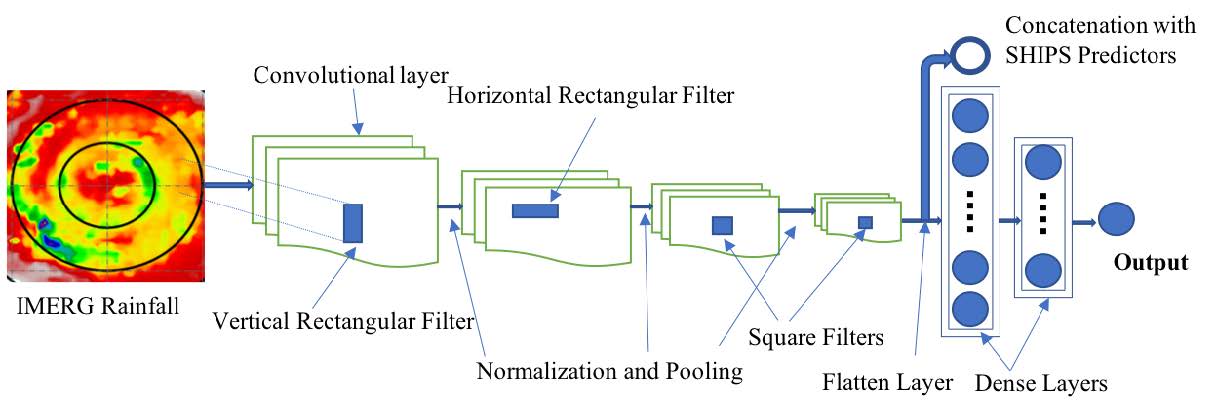 Concatenation with
SHIPS Predictors
Convolutional layer
Horizontal Rectangular Filter
IMERG Rainfall
Vertical Rectangular Filter
Normalization and Pooling
Square Filters
Flatten Layer
Dense Layers
Output